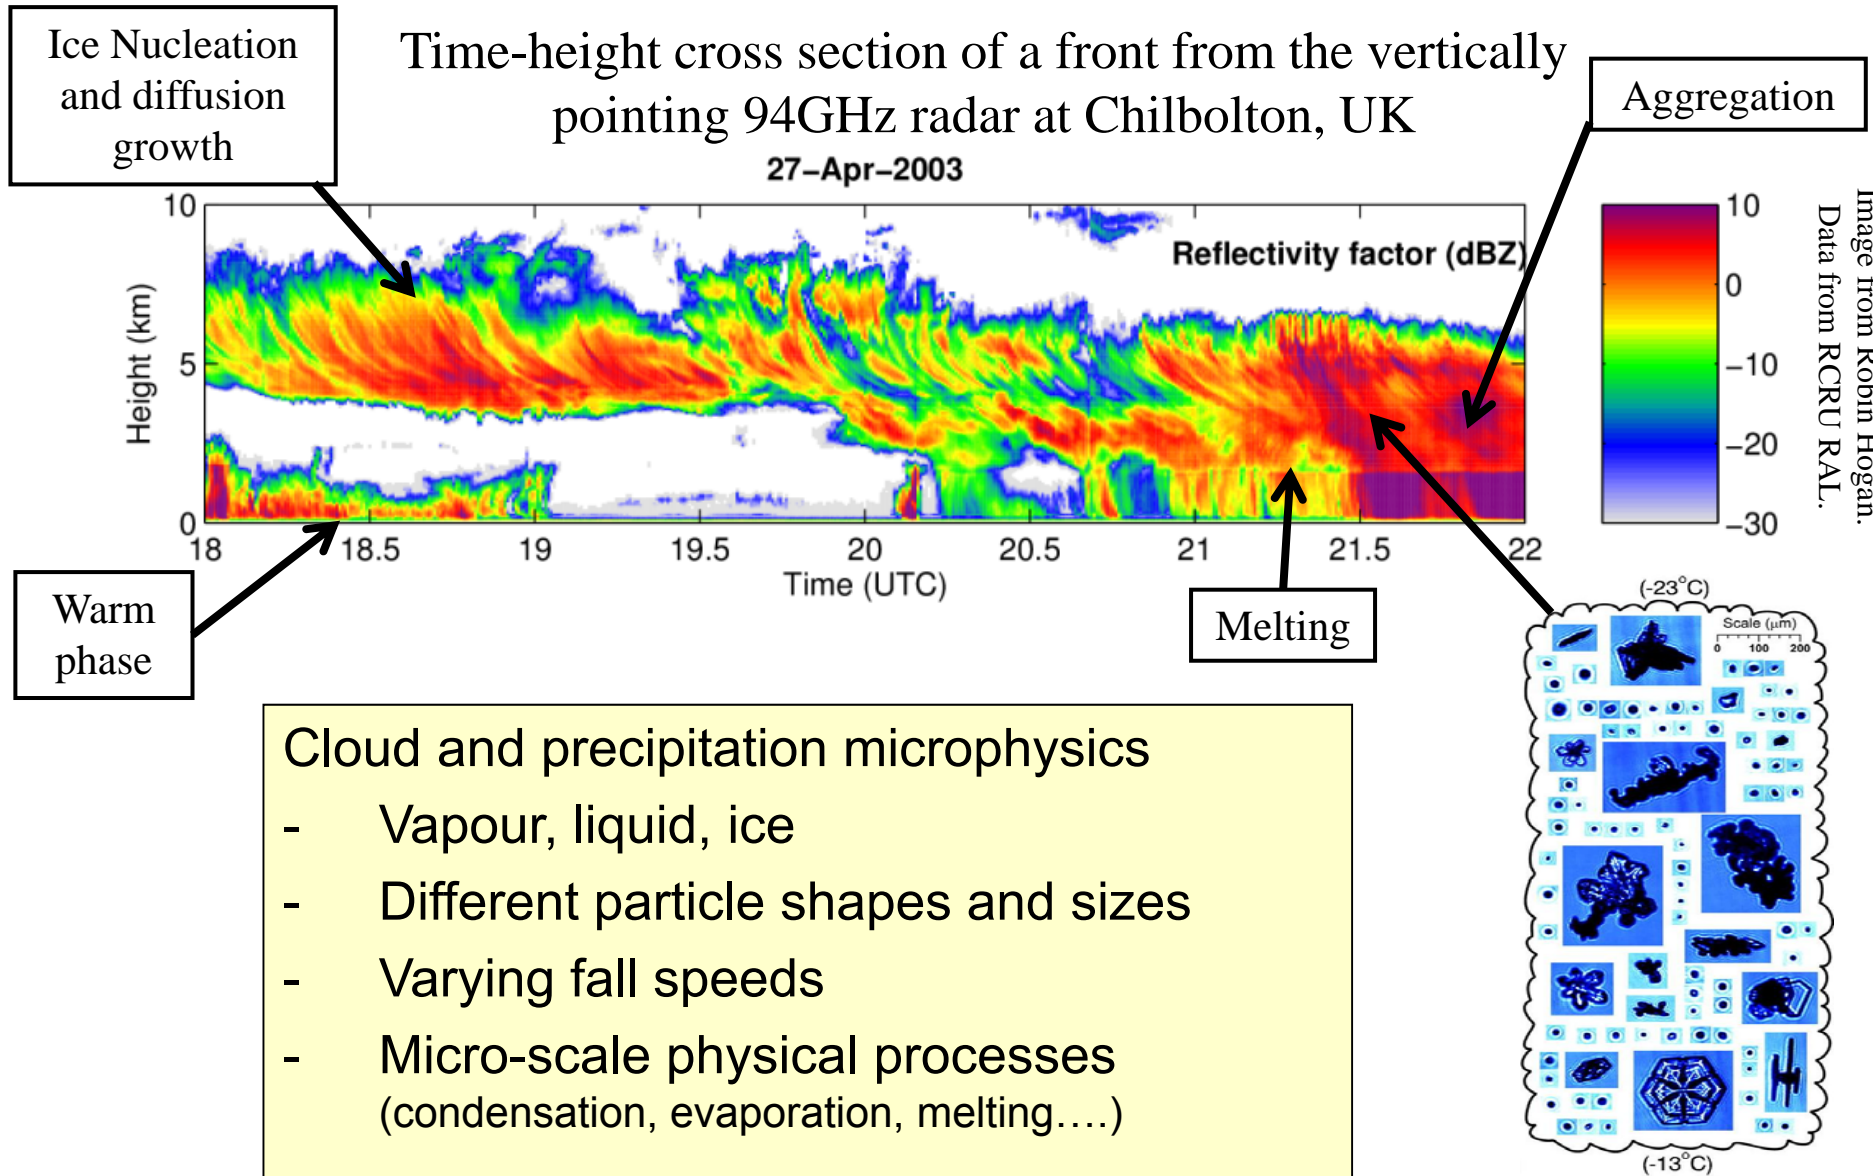 Ice Nucleation
and diffusion
growth
Time-height cross section of a front from the vertically
pointing 94GHz radar at Chilbolton, UK
Aggregation
27-Apr-2003
Reflectivity factor (dBZ)
Height (km)
10
5
0
18
18.5
19
19.5
20
20.5
21
21.5
22
Time (UTC)
10
0
-10
-20
-30
Image from Robin Hogan.
Data from RCRU RAL.
Warm
phase
Melting
(-23°C)
Scale (μm)
0 100 200
(-13°C)
Cloud and precipitation microphysics
- Vapour, liquid, ice
- Different particle shapes and sizes
- Varying fall speeds
- Micro-scale physical processes
(condensation, evaporation, melting....)